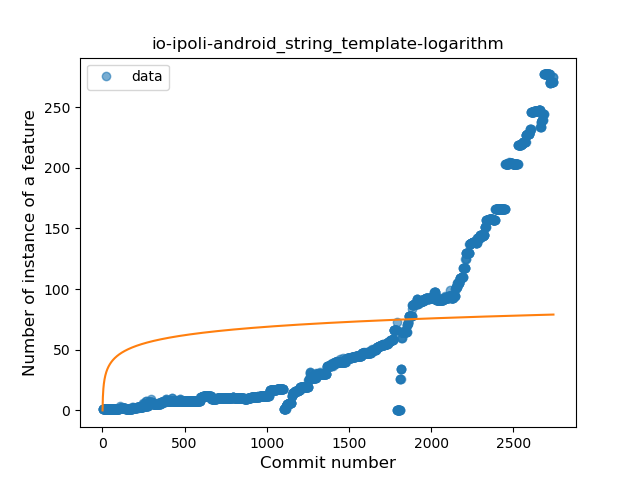 io-ipoli-android_string_template-logarithm
data
Number of instance of a feature
250
200
150
100
50
0
0 500 1000 1500 2000 2500
Commit number